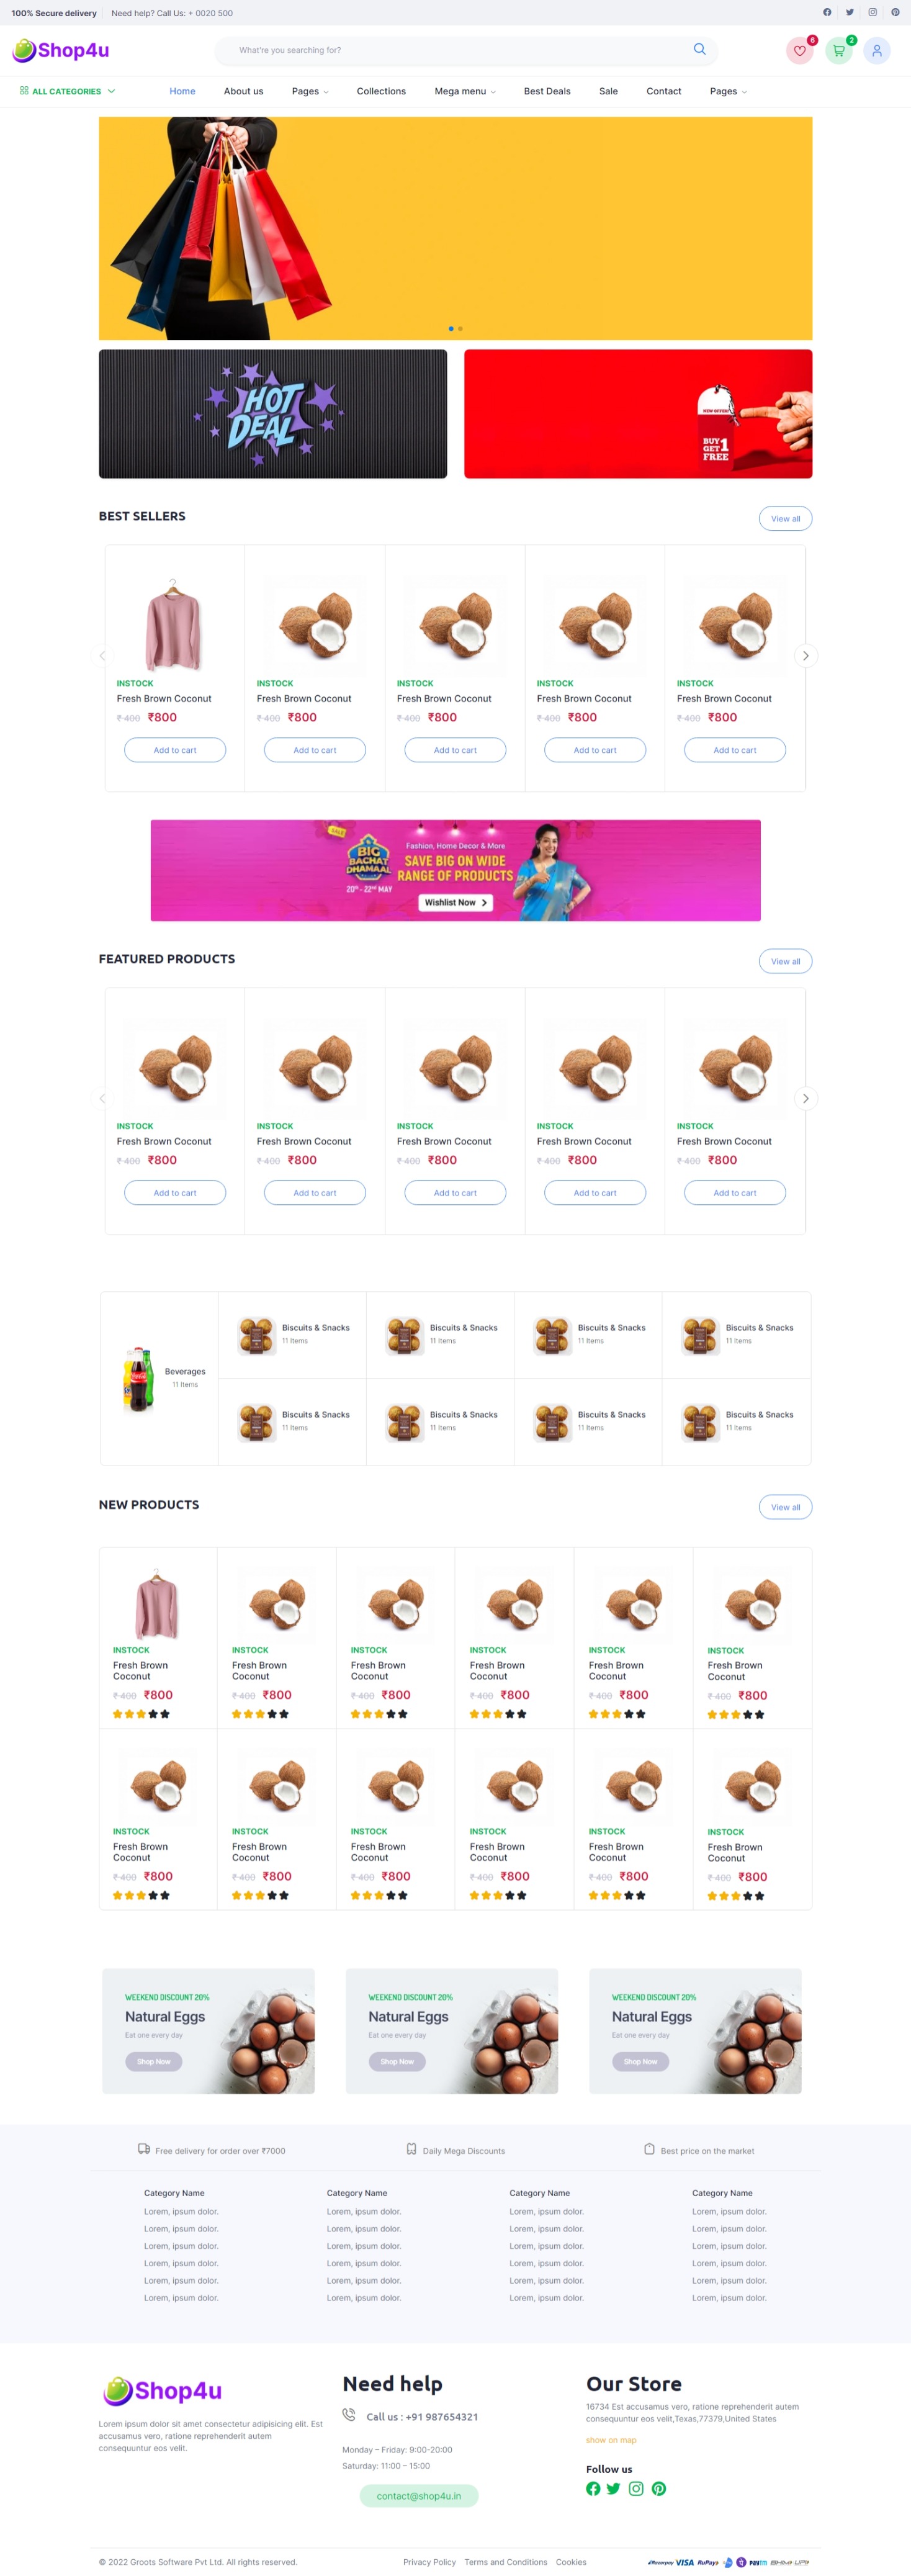 100% Secure delivery Need help? Call Us: + 0020 500
Shop4u
What're you searching for?
6
2
ALL CATEGORIES
Home About us Pages Collections Mega menu Best Deals Sale Contact Pages
HOT
DEAL
NEW OFFER!
BUY 1
GET
FREE
BEST SELLERS
View all
INSTOCK INSTOCK INSTOCK INSTOCK INSTOCK
Fresh Brown Coconut Fresh Brown Coconut Fresh Brown Coconut Fresh Brown Coconut Fresh Brown Coconut
₹ 400 ₹800 ₹ 400 ₹800 ₹ 400 ₹800 ₹ 400 ₹800 ₹ 400 ₹800
Add to cart Add to cart Add to cart Add to cart Add to cart
SALE
BIG
BACHAT
DHAMAAL
20th - 22nd MAY
Fashion, Home Decor & More
SAVE BIG ON WIDE
RANGE OF PRODUCTS
Wishlist Now
FEATURED PRODUCTS
View all
INSTOCK INSTOCK INSTOCK INSTOCK INSTOCK
Fresh Brown Coconut Fresh Brown Coconut Fresh Brown Coconut Fresh Brown Coconut Fresh Brown Coconut
₹ 400 ₹800 ₹ 400 ₹800 ₹ 400 ₹800 ₹ 400 ₹800 ₹ 400 ₹800
Add to cart Add to cart Add to cart Add to cart Add to cart
Beverages
11 Items
Biscuits & Snacks Biscuits & Snacks Biscuits & Snacks Biscuits & Snacks
11 Items 11 Items 11 Items 11 Items
Biscuits & Snacks Biscuits & Snacks Biscuits & Snacks Biscuits & Snacks
11 Items 11 Items 11 Items 11 Items
NEW PRODUCTS
View all
INSTOCK INSTOCK INSTOCK INSTOCK INSTOCK INSTOCK
Fresh Brown Fresh Brown Fresh Brown Fresh Brown Fresh Brown Fresh Brown
Coconut Coconut Coconut Coconut Coconut Coconut
₹ 400 ₹800 ₹ 400 ₹800 ₹ 400 ₹800 ₹ 400 ₹800 ₹ 400 ₹800 ₹ 400 ₹800
INSTOCK INSTOCK INSTOCK INSTOCK INSTOCK INSTOCK
Fresh Brown Fresh Brown Fresh Brown Fresh Brown Fresh Brown Fresh Brown
Coconut Coconut Coconut Coconut Coconut Coconut
₹ 400 ₹800 ₹ 400 ₹800 ₹ 400 ₹800 ₹ 400 ₹800 ₹ 400 ₹800 ₹ 400 ₹800
WEEKEND DISCOUNT 20% WEEKEND DISCOUNT 20% WEEKEND DISCOUNT 20%
Natural Eggs Natural Eggs Natural Eggs
Eat one every day Eat one every day Eat one every day
Shop Now Shop Now Shop Now
Free delivery for order over ₹7000 Daily Mega Discounts Best price on the market
Category Name Category Name Category Name Category Name
Lorem, ipsum dolor. Lorem, ipsum dolor. Lorem, ipsum dolor. Lorem, ipsum dolor.
Lorem, ipsum dolor. Lorem, ipsum dolor. Lorem, ipsum dolor. Lorem, ipsum dolor.
Lorem, ipsum dolor. Lorem, ipsum dolor. Lorem, ipsum dolor. Lorem, ipsum dolor.
Lorem, ipsum dolor. Lorem, ipsum dolor. Lorem, ipsum dolor. Lorem, ipsum dolor.
Lorem, ipsum dolor. Lorem, ipsum dolor. Lorem, ipsum dolor. Lorem, ipsum dolor.
Lorem, ipsum dolor. Lorem, ipsum dolor. Lorem, ipsum dolor. Lorem, ipsum dolor.
Shop4u
Lorem ipsum dolor sit amet consectetur adipisicing elit. Est
accusamus vero, ratione reprehenderit autem
consequuntur eos velit.
Need help
Call us : +91 987654321
Monday – Friday: 9:00-20:00
Saturday: 11:00 – 15:00
contact@shop4u.in
Our Store
16734 Est accusamus vero, ratione reprehenderit autem
consequuntur eos velit,Texas,77379,United States
show on map
Follow us
© 2022 Groots Software Pvt Ltd. All rights reserved. Privacy Policy Terms and Conditions Cookies Razorpay VISA RuPay paytm BHIM UPI